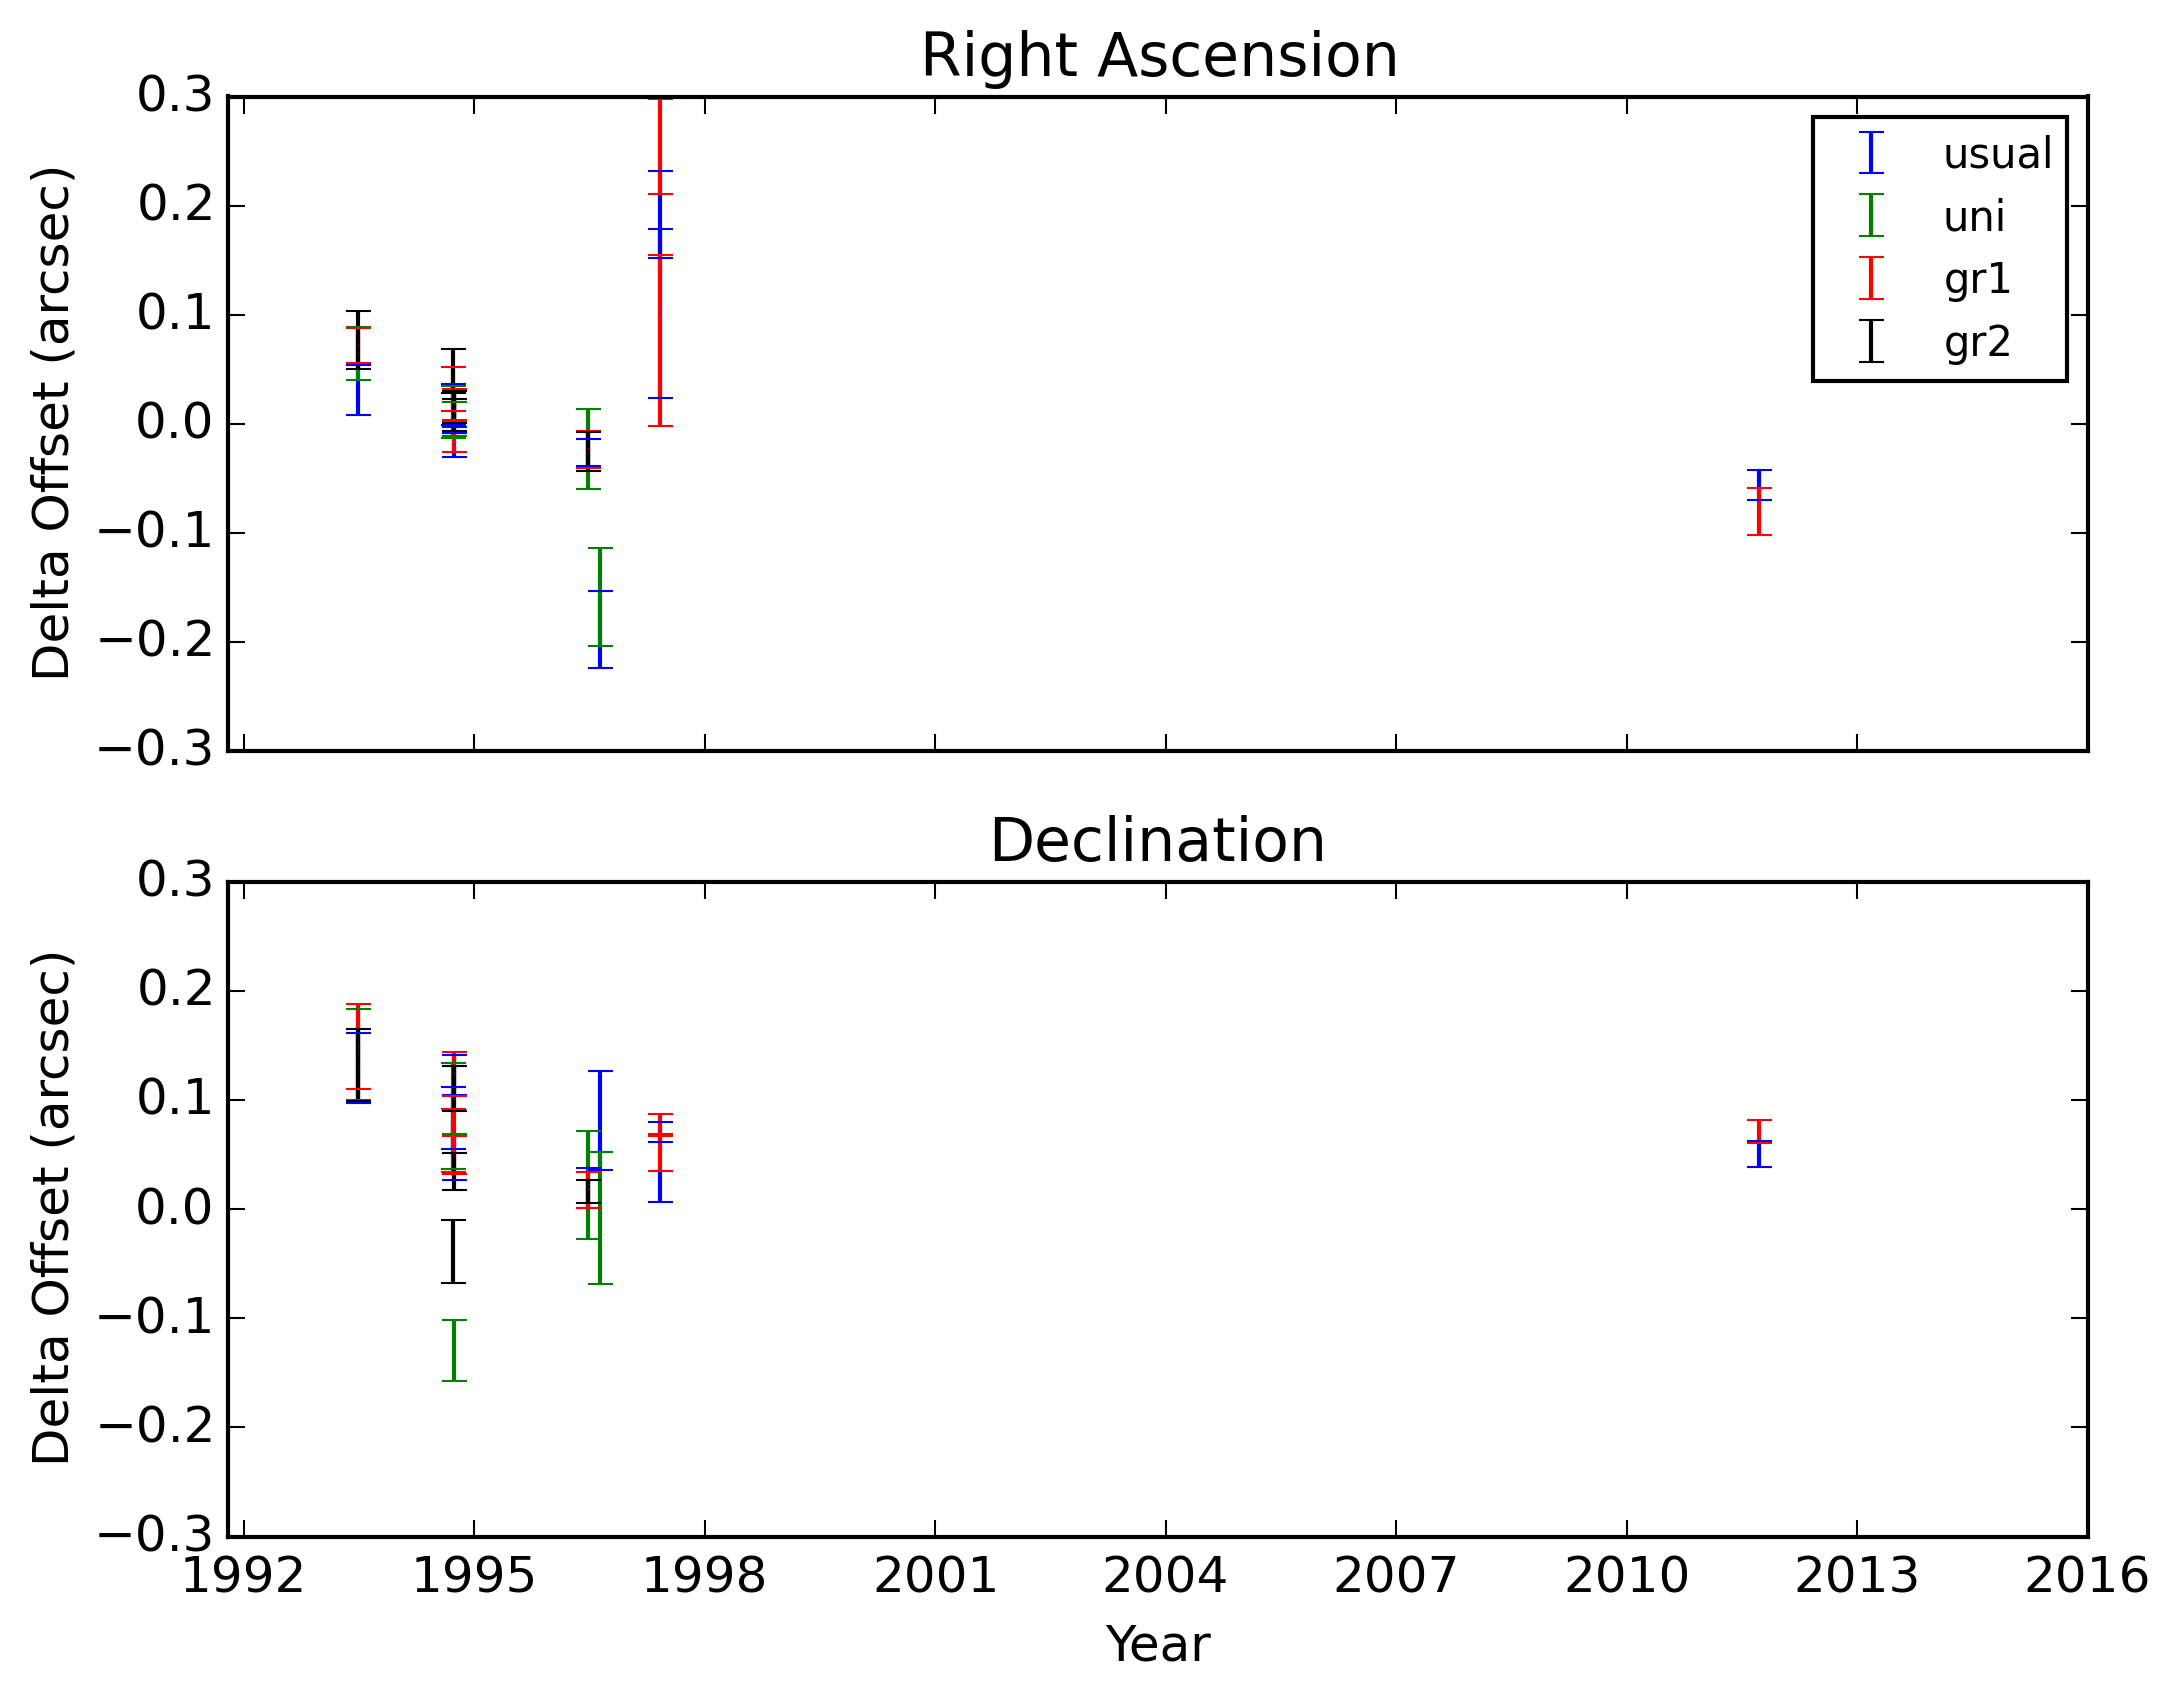 Right Ascension
0.3
0.2
0.1
0.0
−0.1
−0.2
−0.3
Delta Offset (arcsec)
usual
uni
gr1
gr2
Declination
0.3
0.2
0.1
0.0
−0.1
−0.2
−0.3
Delta Offset (arcsec)
1992 1995 1998 2001 2004 2007 2010 2013 2016
Year